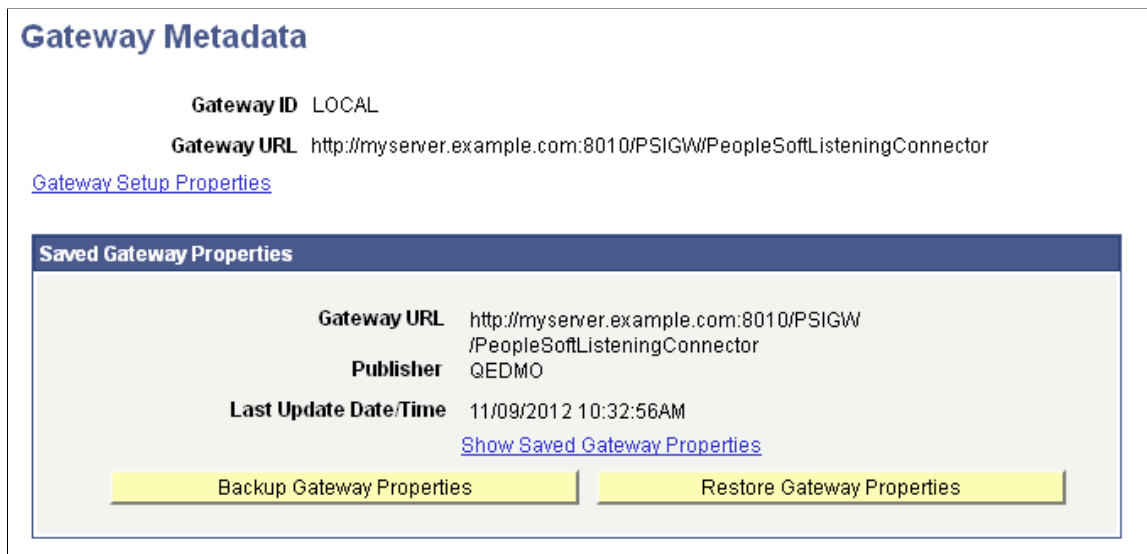 Gateway Metadata
Gateway ID LOCAL
Gateway URL http://myserver.example.com:8010/PSIGW/PeopleSoftListeningConnector
Gateway Setup Properties
Saved Gateway Properties
Gateway URL http://myserver.example.com:8010/PSIGW
/PeopleSoftListeningConnector
Publisher QEDMO
Last Update Date/Time 11/09/2012 10:32:56AM
Show Saved Gateway Properties
Backup Gateway Properties Restore Gateway Properties